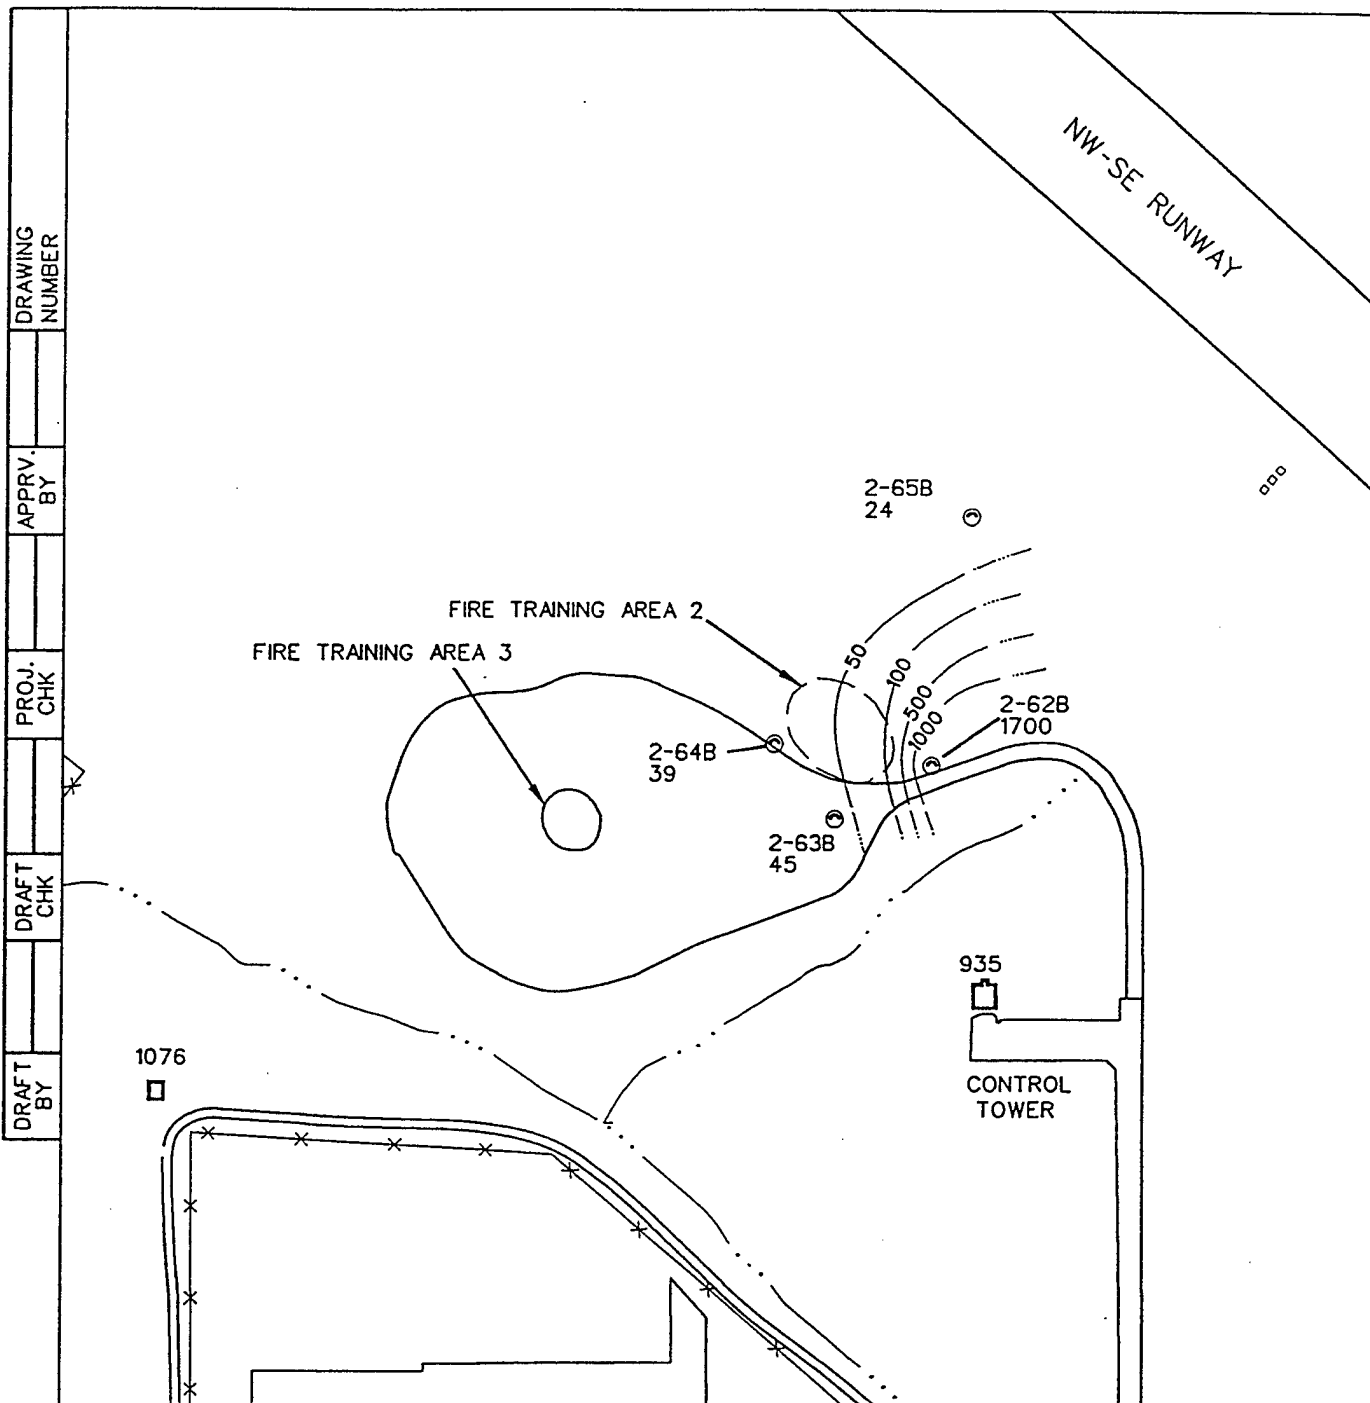 DRAWING
NUMBER
APPRV.
BY
PROJ.
CHK
DRAFT
CHK
DRAFT
BY
NW-SE RUNWAY
2-65B
24
FIRE TRAINING AREA 2
FIRE TRAINING AREA 3
50
100
500
1000
2-62B
1700
2-64B
39
2-63B
45
935
CONTROL
TOWER
1076